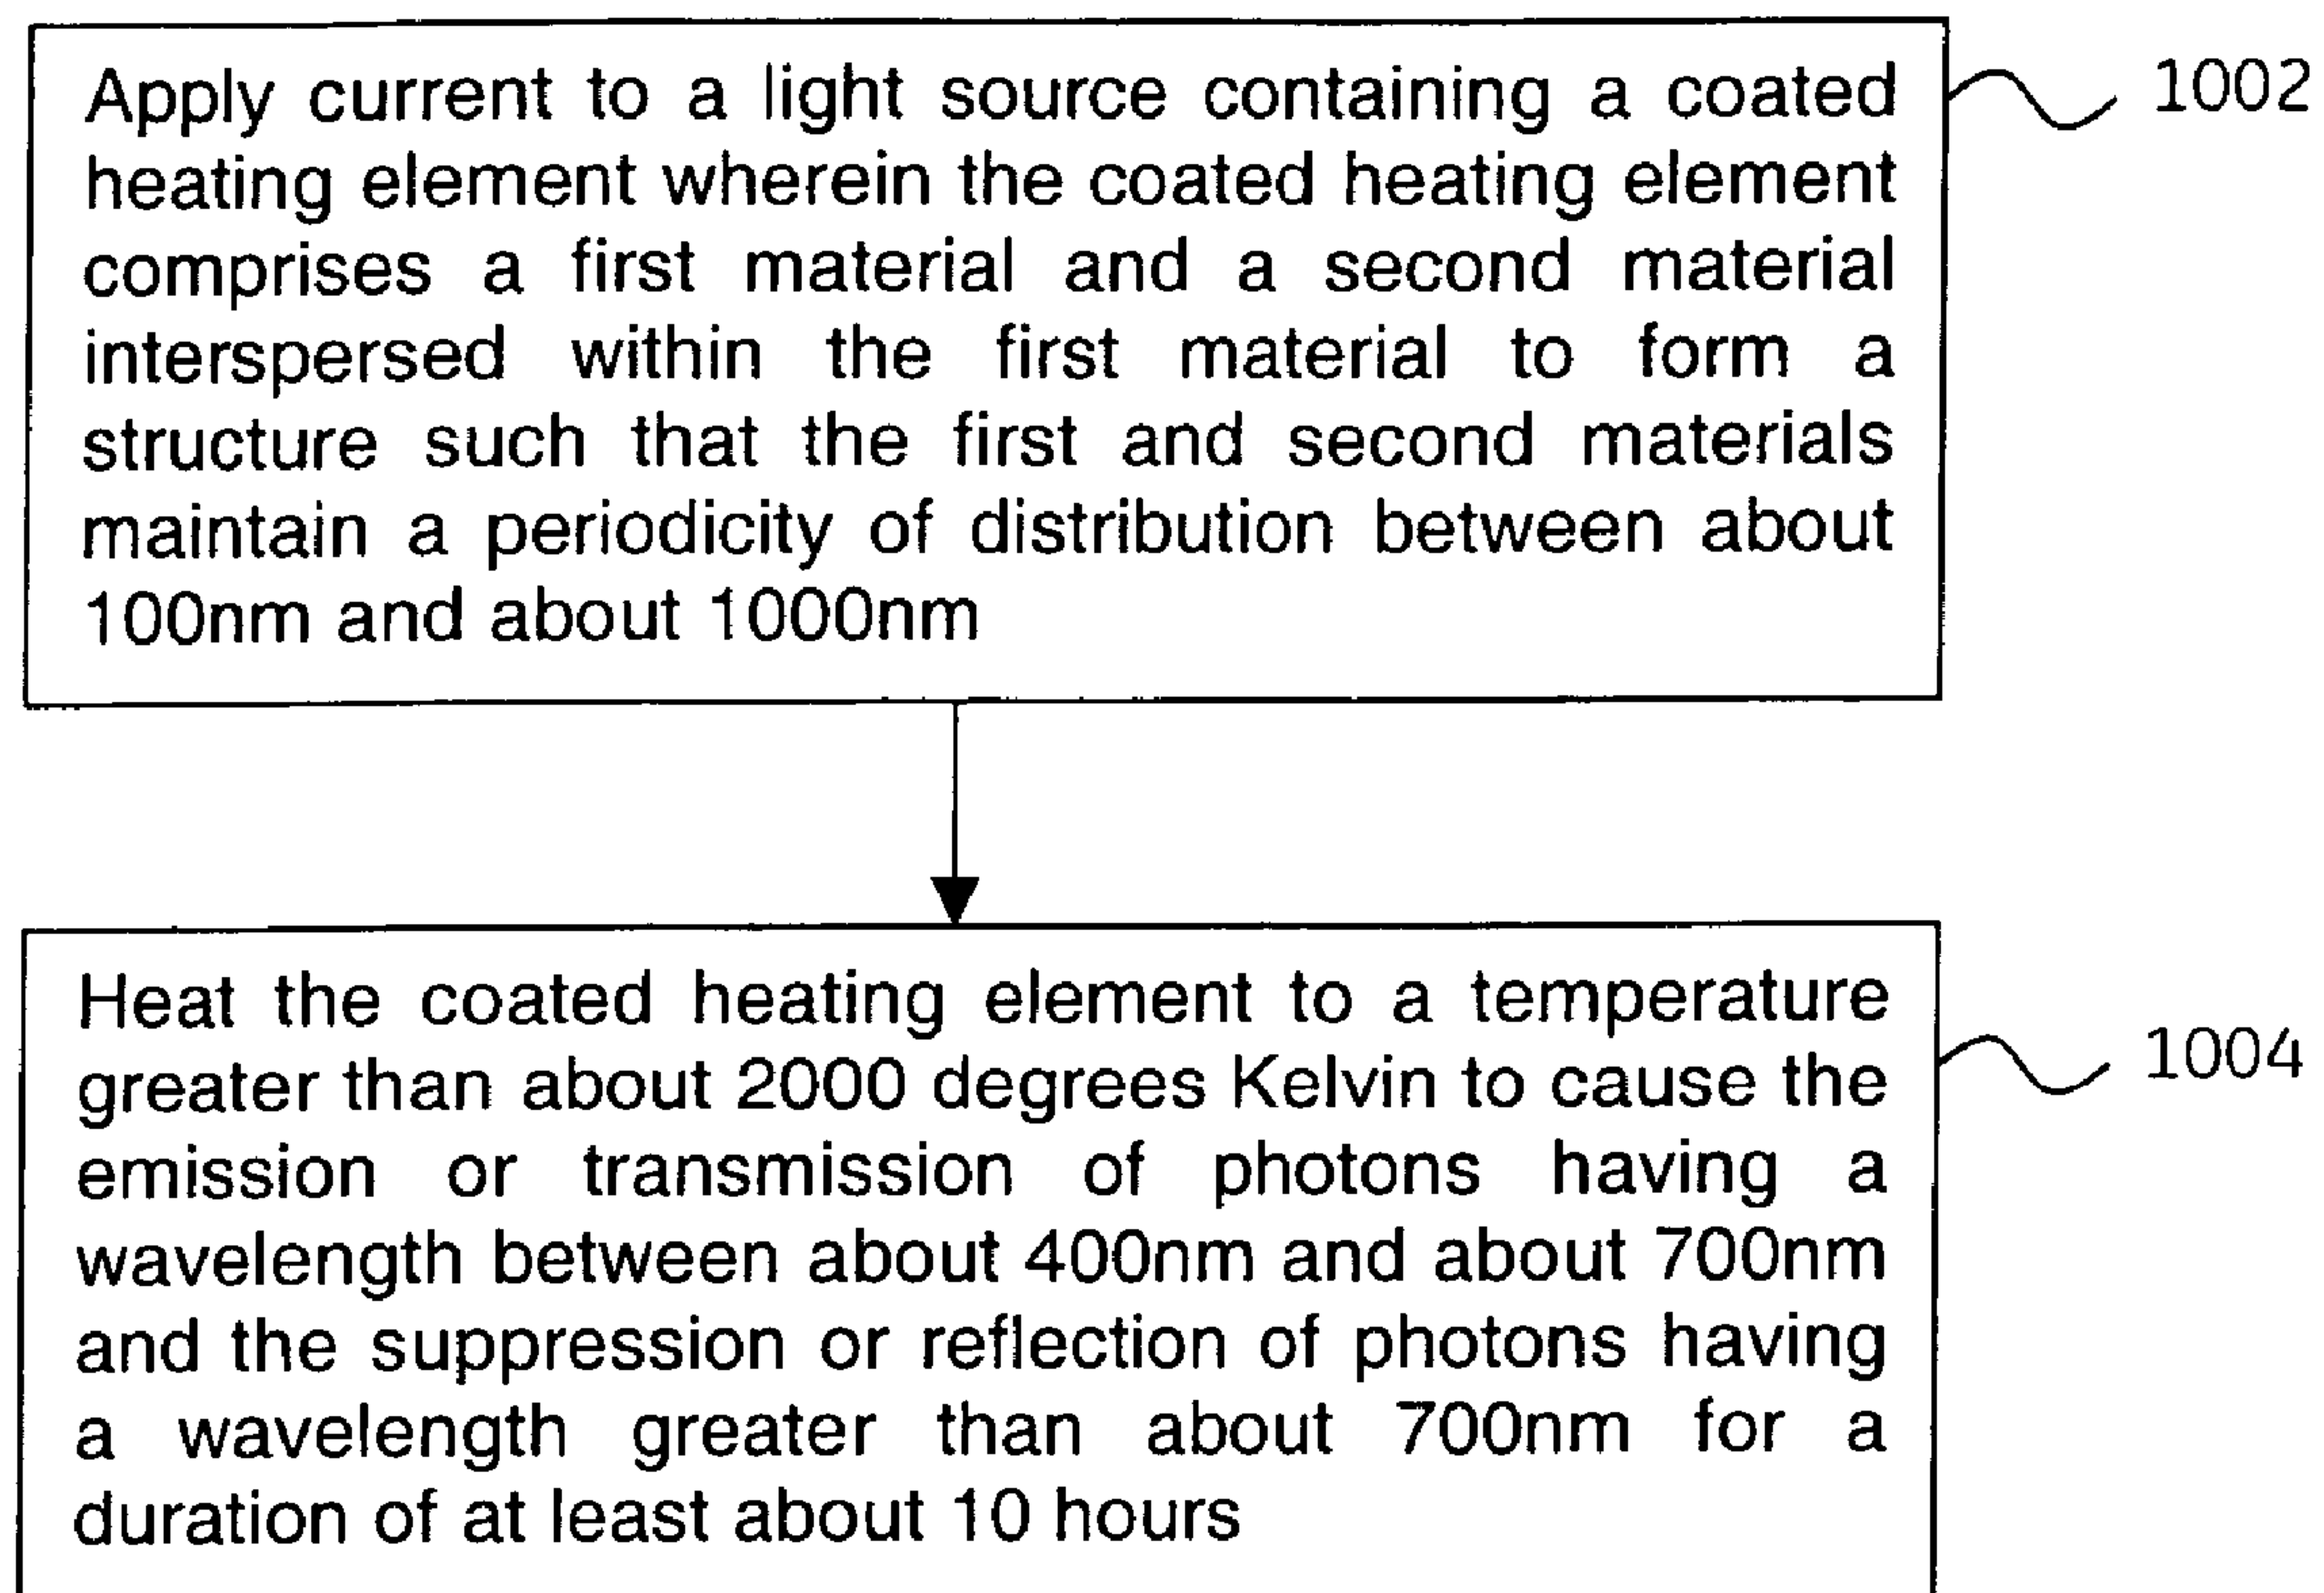 Apply current to a light source containing a coated
heating element wherein the coated heating element
comprises a first material and a second material
interspersed within the first material to form a
structure such that the first and second materials
maintain a periodicity of distribution between about
100nm and about 1000nm
1002
Heat the coated heating element to a temperature
greater than about 2000 degrees Kelvin to cause the
emission or transmission of photons having a
wavelength between about 400nm and about 700nm
and the suppression or reflection of photons having
a wavelength greater than about 700nm for a
duration of at least about 10 hours
1004